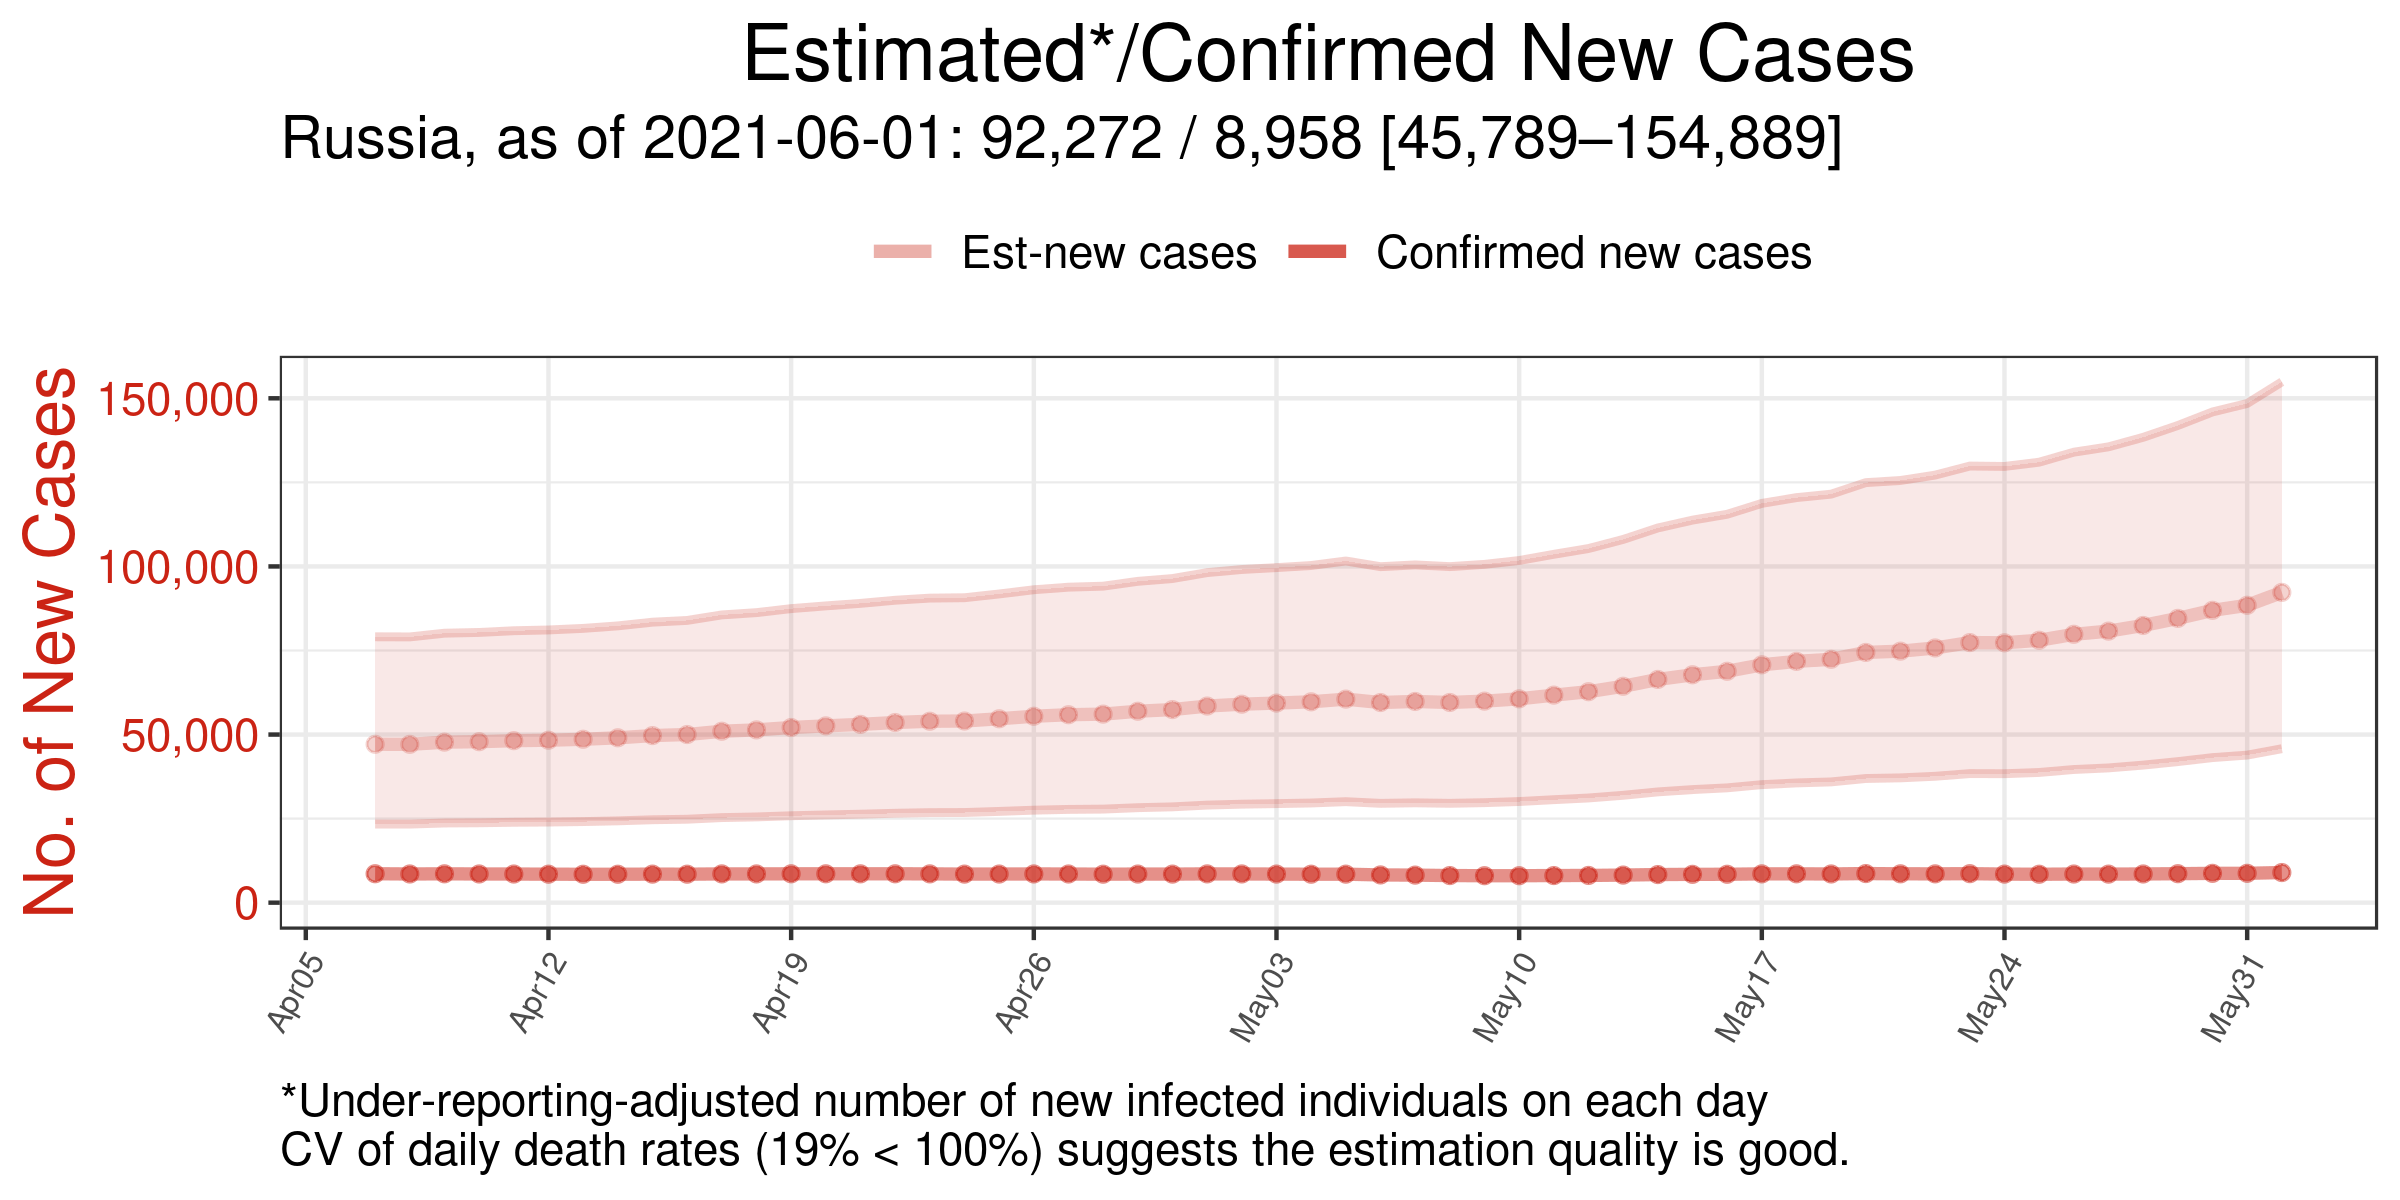 Estimated*/Confirmed New Cases
Russia, as of 2021-06-01: 92,272 / 8,958 [45,789–154,889]
Est-new cases
Confirmed new cases
No. of New Cases
150,000
100,000
50,000
0
Apr05
Apr12
Apr19
Apr26
May03
May10
May17
May24
May31
*Under-reporting-adjusted number of new infected individuals on each day
CV of daily death rates (19% < 100%) suggests the estimation quality is good.